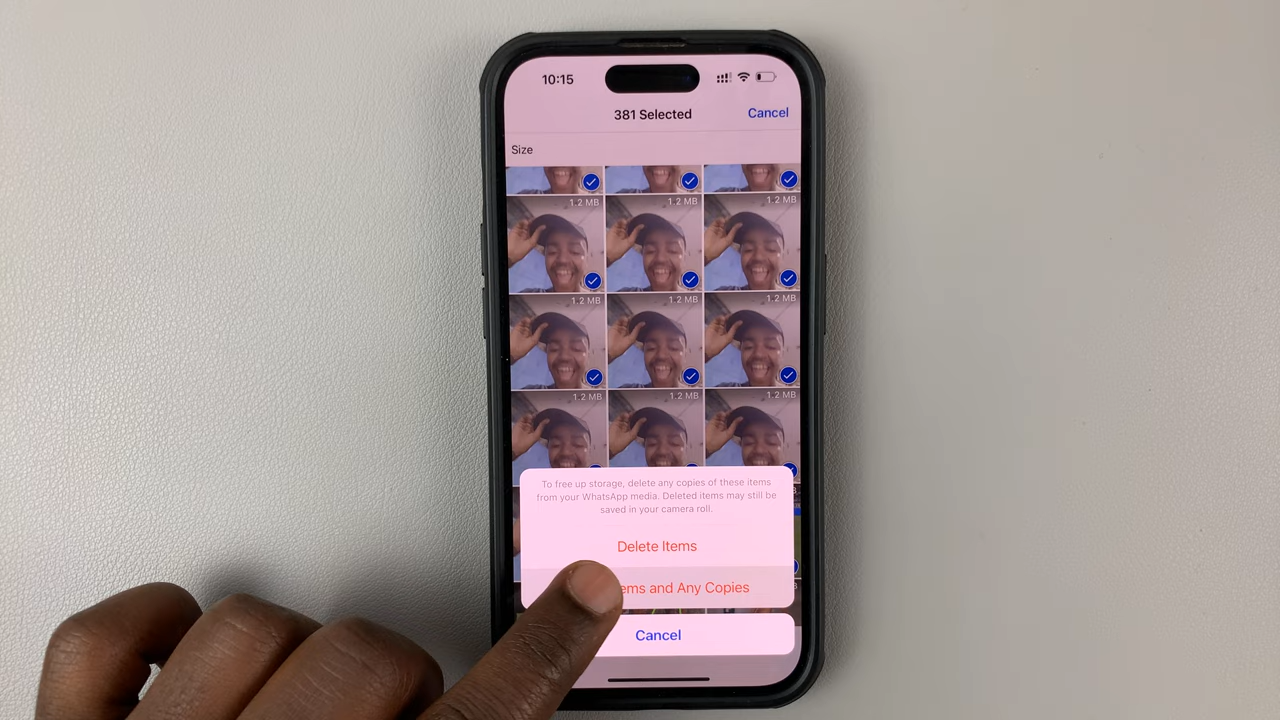 10:15
381 Selected
Cancel
Size
1.2 MB 1.2 MB 1.2 MB
1.2 MB 1.2 MB 1.2 MB
1.2 MB 1.2 MB 1.2 MB
To free up storage, delete any copies of these items
from your WhatsApp media. Deleted items may still be
saved in your camera roll.
Delete Items
and Any Copies
Cancel